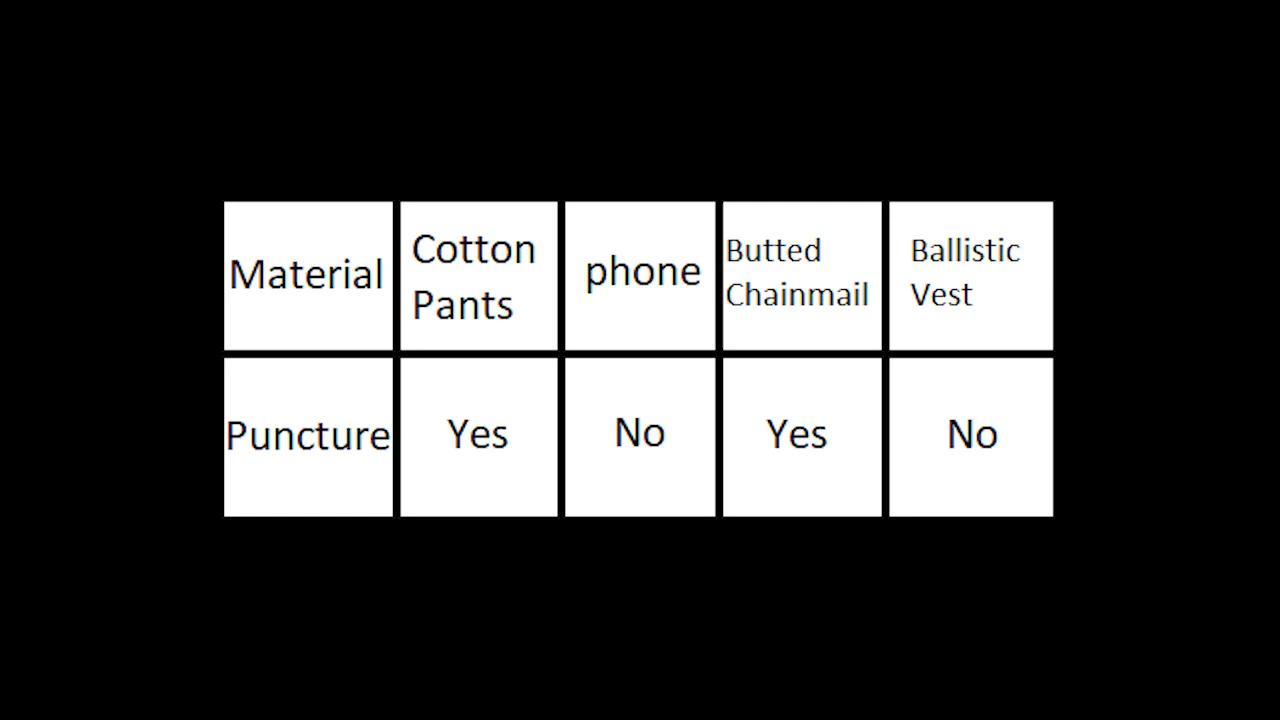 Material
Cotton
Pants
phone
Butted
Chainmail
Ballistic
Vest
Puncture
Yes
No
Yes
No